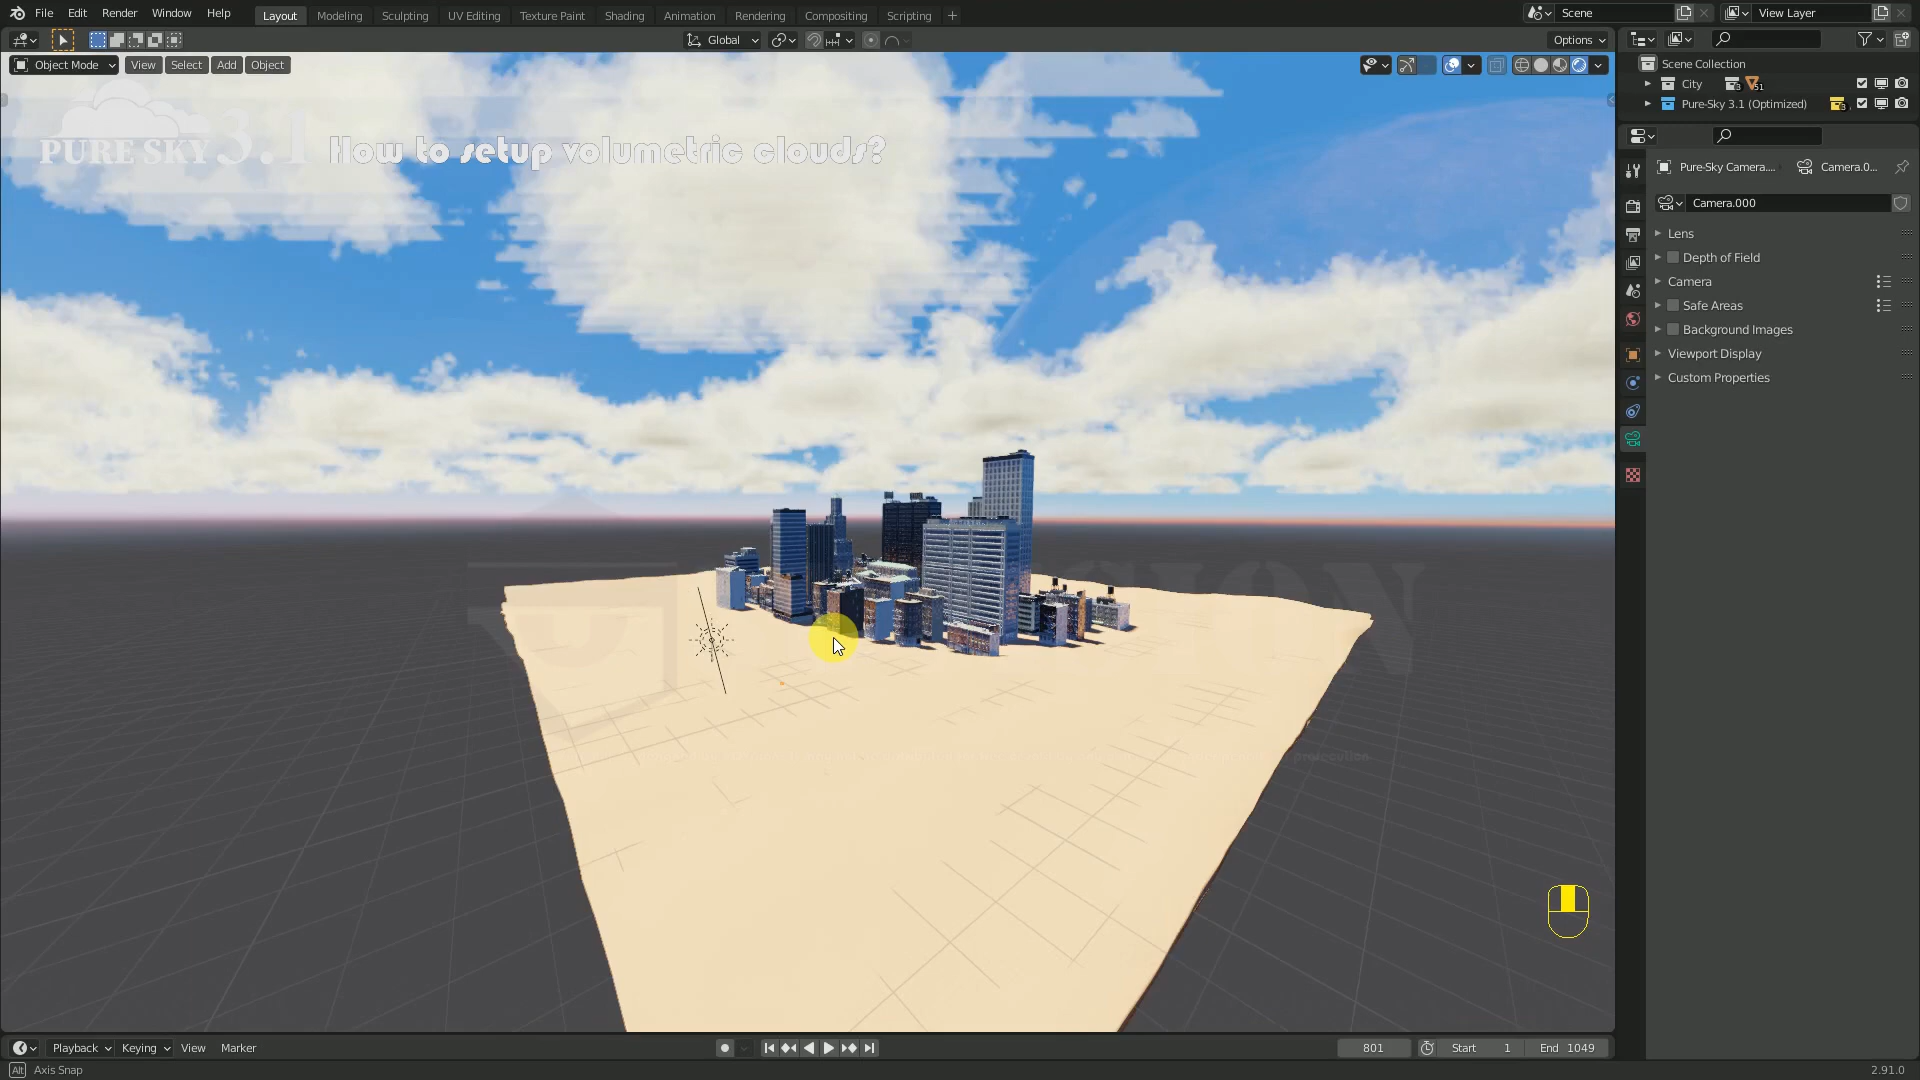 File Edit Render Window Help Layout Modeling Sculpting UV Editing Texture Paint Shading Animation Rendering Compositing Scripting + Scene View Layer
Global Options
Object Mode View Select Add Object
Scene Collection
City 3 51
Pure-Sky 3.1 (Optimized) 3
PURE SKY 3.1 How to setup volumetric clouds?
Pure-Sky Camera.... Camera.0...
Camera.000
Lens
Depth of Field
Camera
Safe Areas
Background Images
Viewport Display
Custom Properties
Playback Keying View Marker 801 Start 1 End 1049
Alt Axis Snap 2.91.0